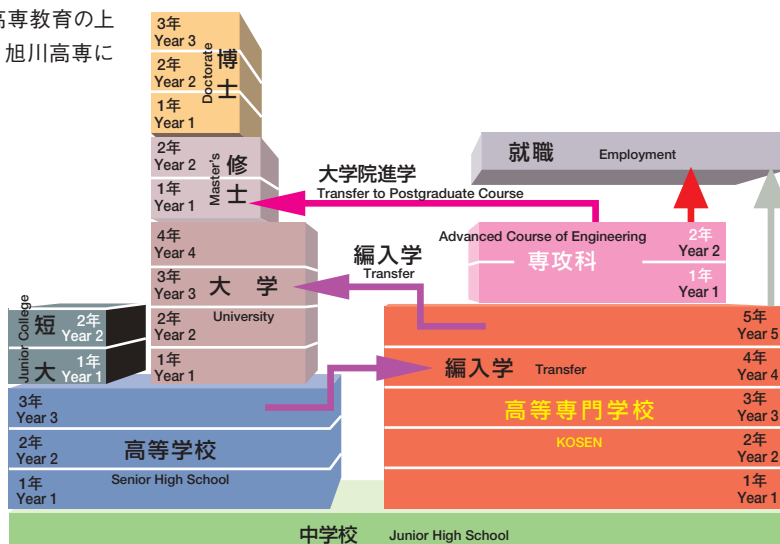 高専教育の上
旭川高専に
3年
Year 3
2年
Year 2
1年
Year 1
博士
Doctorate
2年
Year 2
1年
Year 1
修士
Master's
大学院進学
Transfer to Postgraduate Course
就職 Employment
4年
Year 4
3年
Year 3
2年
Year 2
1年
Year 1
大学
University
編入学
Transfer
Advanced Course of Engineering
専攻科
2年
Year 2
1年
Year 1
短大
Junior College
2年
Year 2
1年
Year 1
3年
Year 3
2年
Year 2
1年
Year 1
高等学校
Senior High School
編入学 Transfer
高等専門学校
KOSEN
5年
Year 5
4年
Year 4
3年
Year 3
2年
Year 2
1年
Year 1
中学校 Junior High School